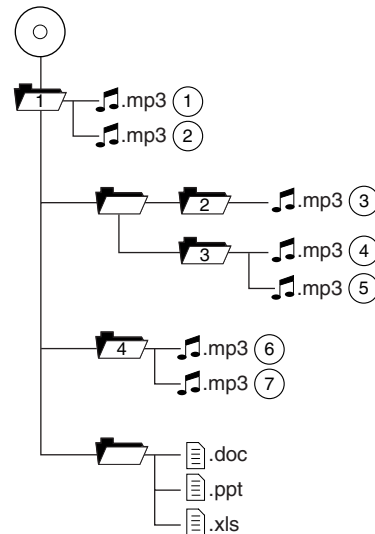 1 .mp3 1
.mp3 2
2 .mp3 3
3 .mp3 4
.mp3 5
4 .mp3 6
.mp3 7
.doc
.ppt
.xls